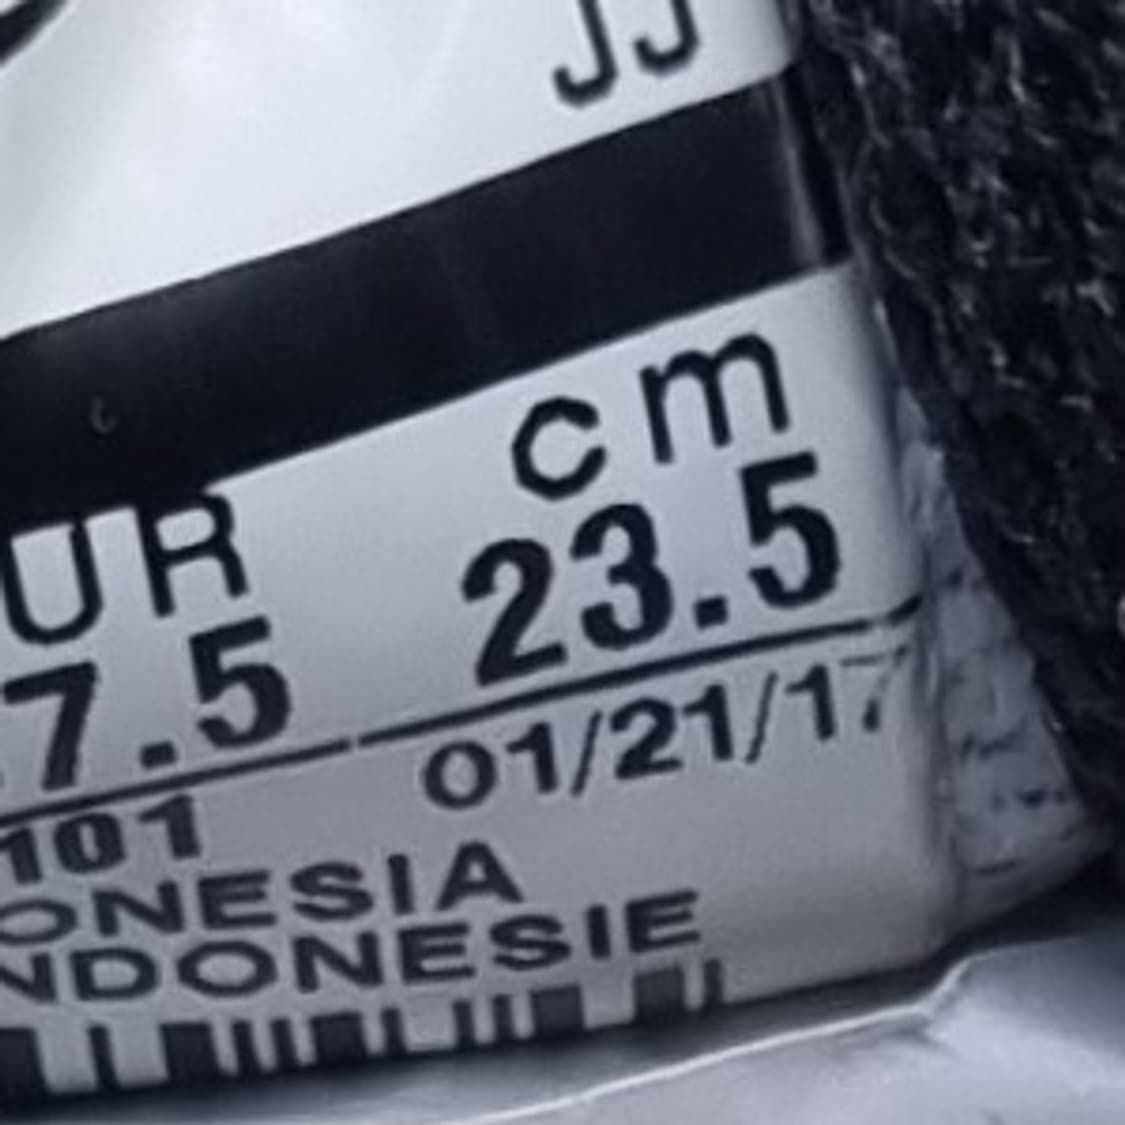 JJ
UR cm
7.5 23.5
101 01/21/17
ONESIA
NDONESIE